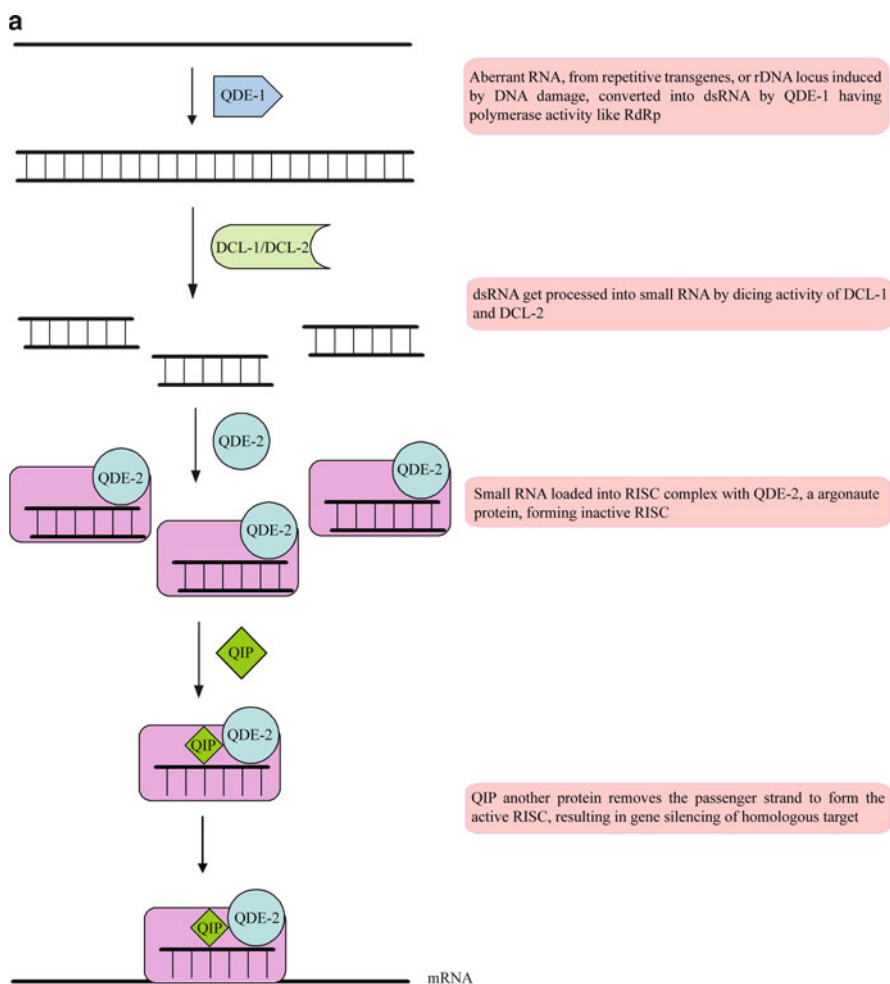 a
QDE-1
Aberrant RNA, from repetitive transgenes, or rDNA locus induced
by DNA damage, converted into dsRNA by QDE-1 having
polymerase activity like RdRp
DCL-1/DCL-2
dsRNA get processed into small RNA by dicing activity of DCL-1
and DCL-2
QDE-2
QDE-2
QDE-2
QDE-2
Small RNA loaded into RISC complex with QDE-2, a argonaute
protein, forming inactive RISC
QIP
QIP
QDE-2
QIP another protein removes the passenger strand to form the
active RISC, resulting in gene silencing of homologous target
QIP
QDE-2
mRNA